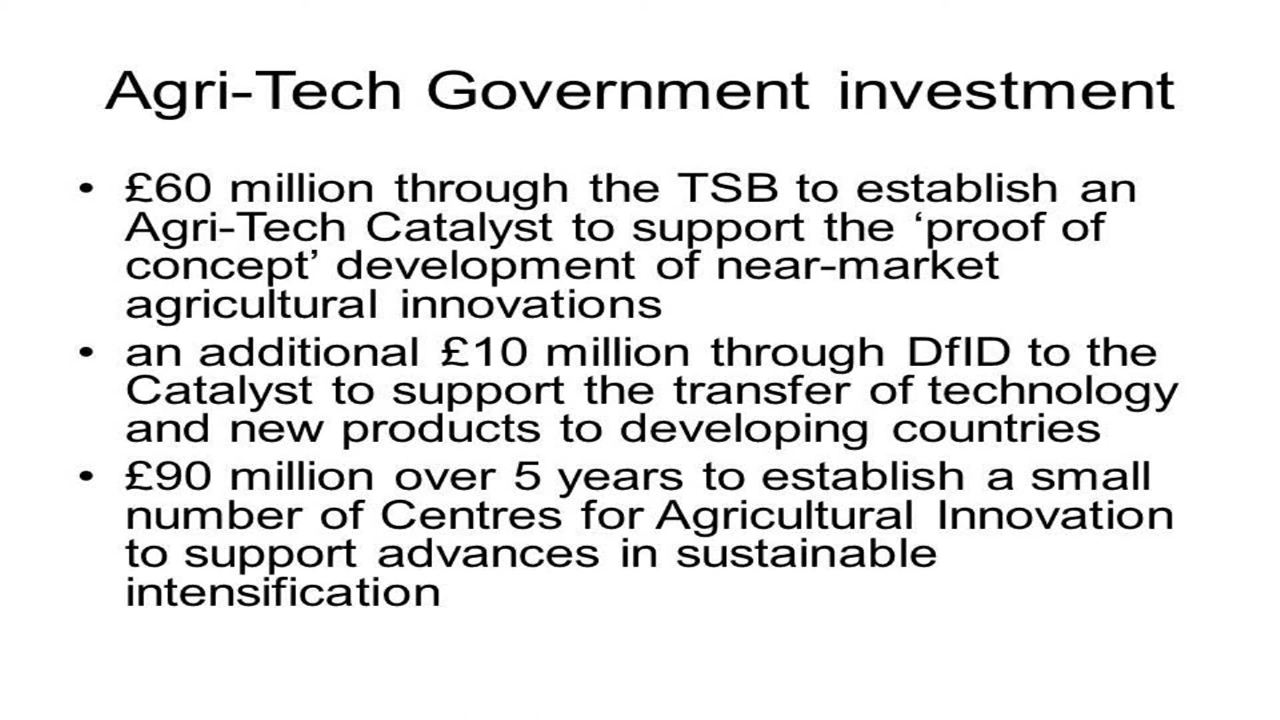 Agri-Tech Government investment
• £60 million through the TSB to establish an
Agri-Tech Catalyst to support the ‘proof of
concept’ development of near-market
agricultural innovations
• an additional £10 million through DfID to the
Catalyst to support the transfer of technology
and new products to developing countries
• £90 million over 5 years to establish a small
number of Centres for Agricultural Innovation
to support advances in sustainable
intensification